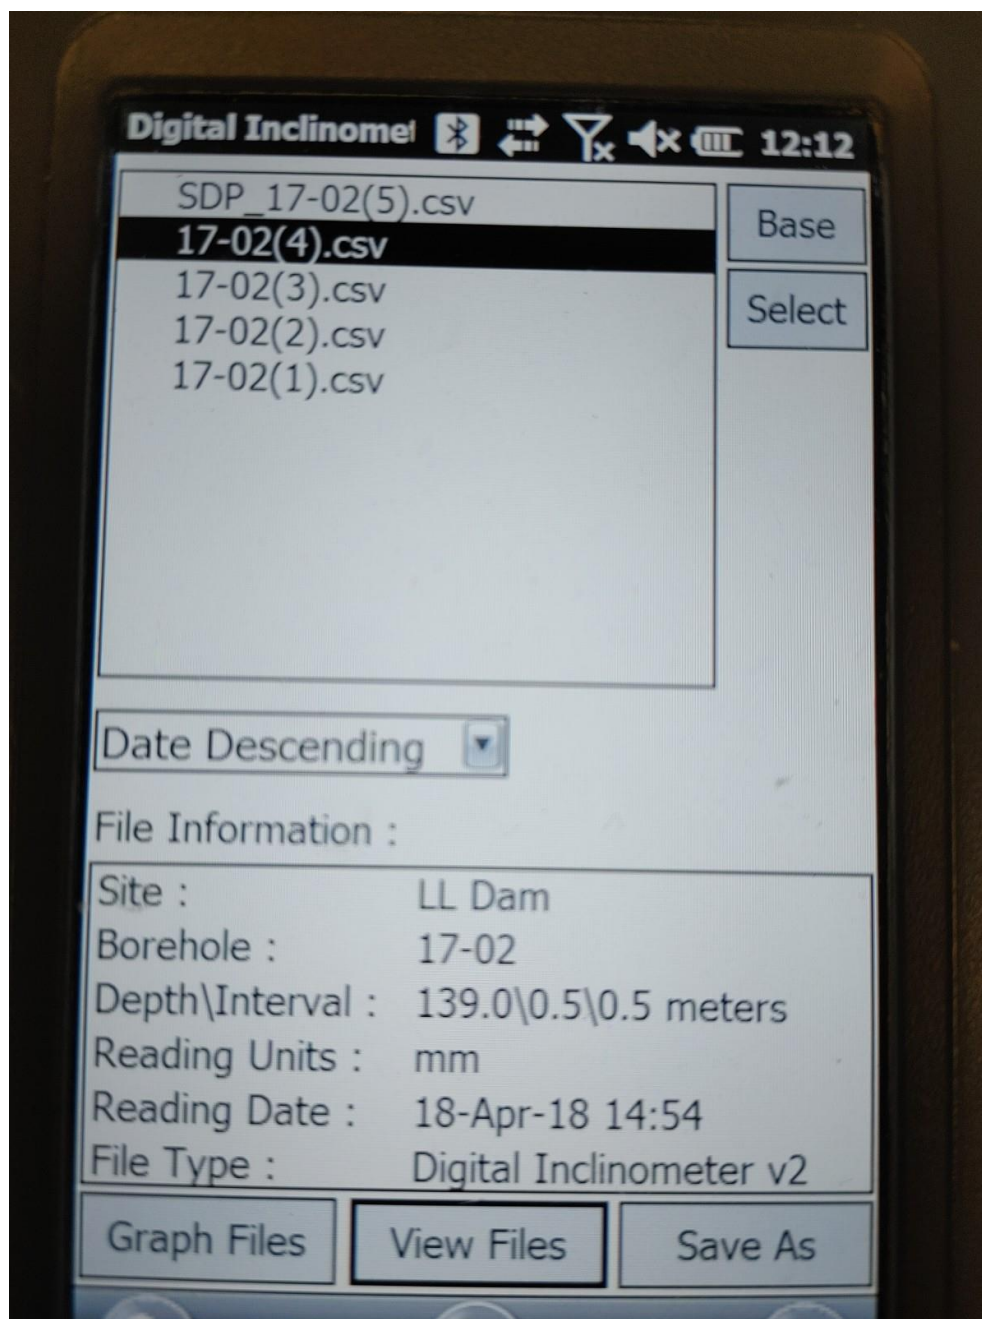 Digital Inclinomet 12:12
SDP_17-02(5).csv
17-02(4).csv
17-02(3).csv
17-02(2).csv
17-02(1).csv
Base
Select
Date Descending
File Information :
Site : LL Dam
Borehole : 17-02
Depth\Interval : 139.0\0.5\0.5 meters
Reading Units : mm
Reading Date : 18-Apr-18 14:54
File Type : Digital Inclinometer v2
Graph Files View Files Save As